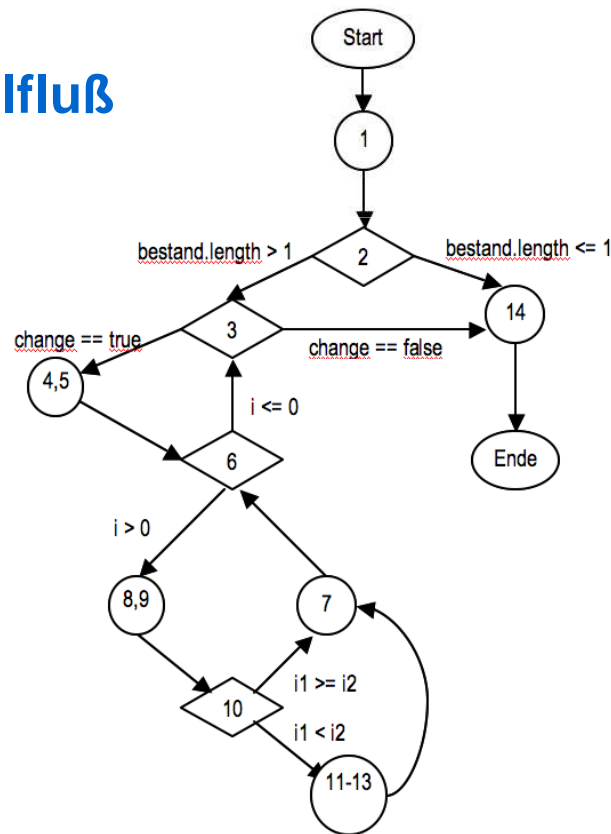 Start
lfluß
1
2
bestand.length > 1
bestand.length <= 1
3
14
change == true
change == false
4,5
i <= 0
6
Ende
i > 0
8,9
7
i1 >= i2
10
i1 < i2
11-13